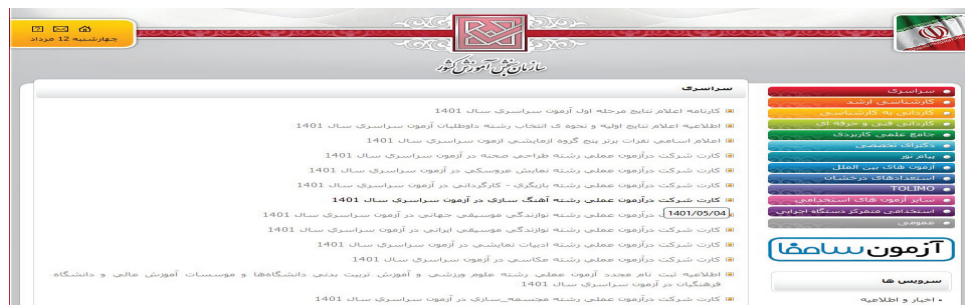 چهارشنبه 12 مرداد
سازمان سنجش آموزش کشور
سراسری
کارشناسی ارشد
کاردانی به کارشناسی
کاردانی فنی و حرفه ای
جامع علمی کاربردی
دکترای تخصصی
پیام نور
آزمون های بین الملل
استعدادهای درخشان
TOLIMO
سایر آزمون های استخدامی
استخدامی متمرکز دستگاه اجرایی
عمومی
آزمون سامفا
سرویس ها
اخبار و اطلاعیه
سراسری
کارنامه اعلام نتایج مرحله اول آزمون سراسری سال 1401
اطلاعیه اعلام نتایج اولیه و نحوه ی انتخاب رشته داوطلبان آزمون سراسری سال 1401
اعلام اسامی نفرات برتر پنج گروه آزمایشی آزمون سراسری سال 1401
کارت شرکت درآزمون عملی رشته طراحی صحنه در آزمون سراسری سال 1401
کارت شرکت درآزمون عملی رشته نمایش عروسکی در آزمون سراسری سال 1401
کارت شرکت درآزمون عملی رشته بازیگری - کارگردانی در آزمون سراسری سال 1401
کارت شرکت درآزمون عملی رشته آهنگ سازی در آزمون سراسری سال 1401
درآزمون عملی رشته نوازندگی موسیقی جهانی در آزمون سراسری سال 1401
1401/05/04
کارت شرکت درآزمون عملی رشته نوازندگی موسیقی ایرانی در آزمون سراسری سال 1401
کارت شرکت درآزمون عملی رشته ادبیات نمایشی در آزمون سراسری سال 1401
کارت شرکت درآزمون عملی رشته عکاسی در آزمون سراسری سال 1401
اطلاعیه ثبت نام مجدد آزمون عملی رشته علوم ورزشی و آموزش تربیت بدنی دانشگاهها و موسسات آموزش عالی و دانشگاه
فرهنگیان در آزمون سراسری سال 1401
کارت شرکت درآزمون عملی رشته مجسمه_سازی در آزمون سراسری سال 1401